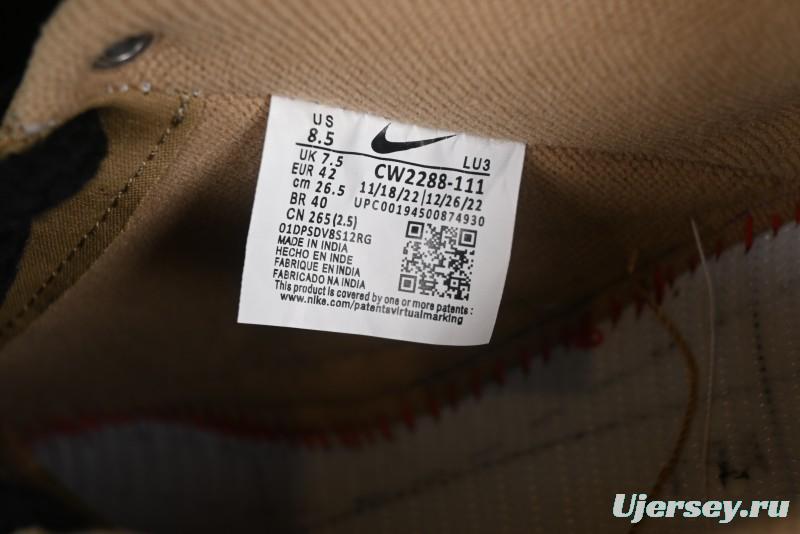 US
8.5
LU3
UK 7.5
EUR 42
cm 26.5
BR 40
CN 265(2.5)
CW2288-111
11/18/22 12/26/22
UPC00194500874930
01DPSDV8S12RG
MADE IN INDIA
HECHO EN INDE
FABRIQUE EN INDIA
FABRICADO NA INDIA
This product is covered by one or more patents:
www.nike.com/patentsvirtualmarking
Ujersey.ru